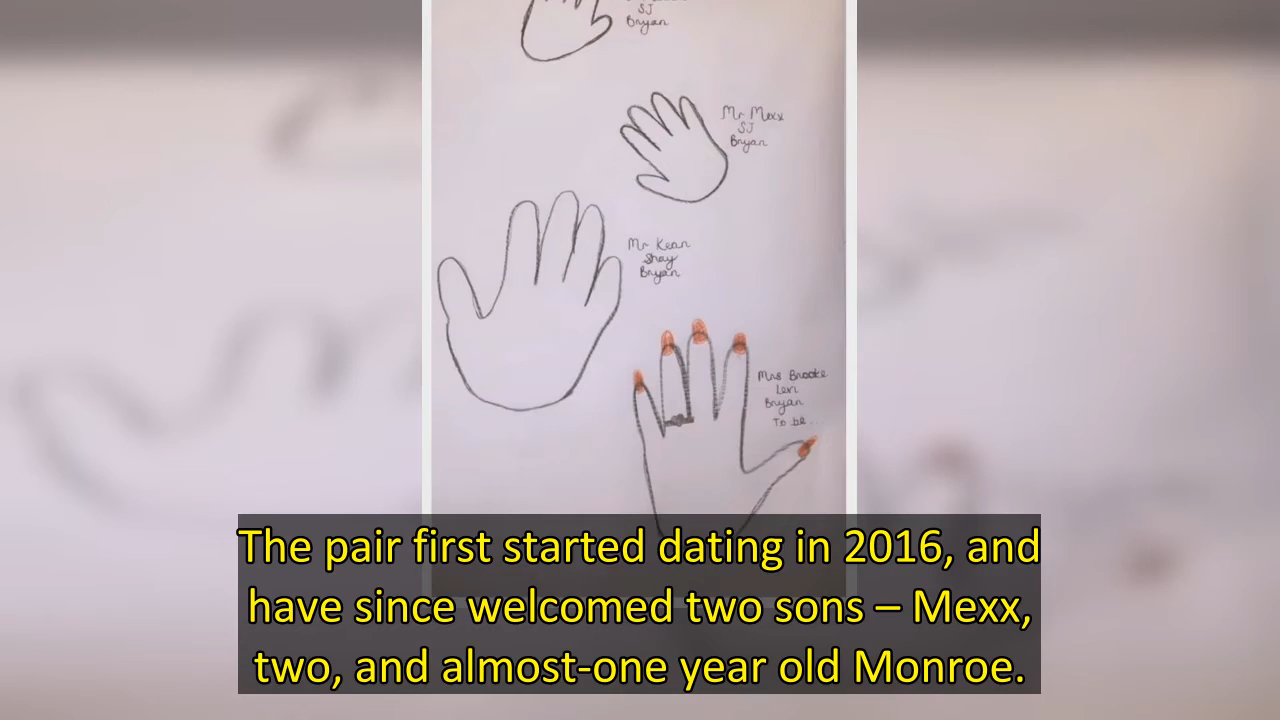 SJ
Bryan
Mr Mexx
SJ
Bryan
Mr Kean
Shay
Bryan
Mrs Brooke
Levi
Bryan
To be...
The pair first started dating in 2016, and
have since welcomed two sons – Mexx,
two, and almost-one year old Monroe.